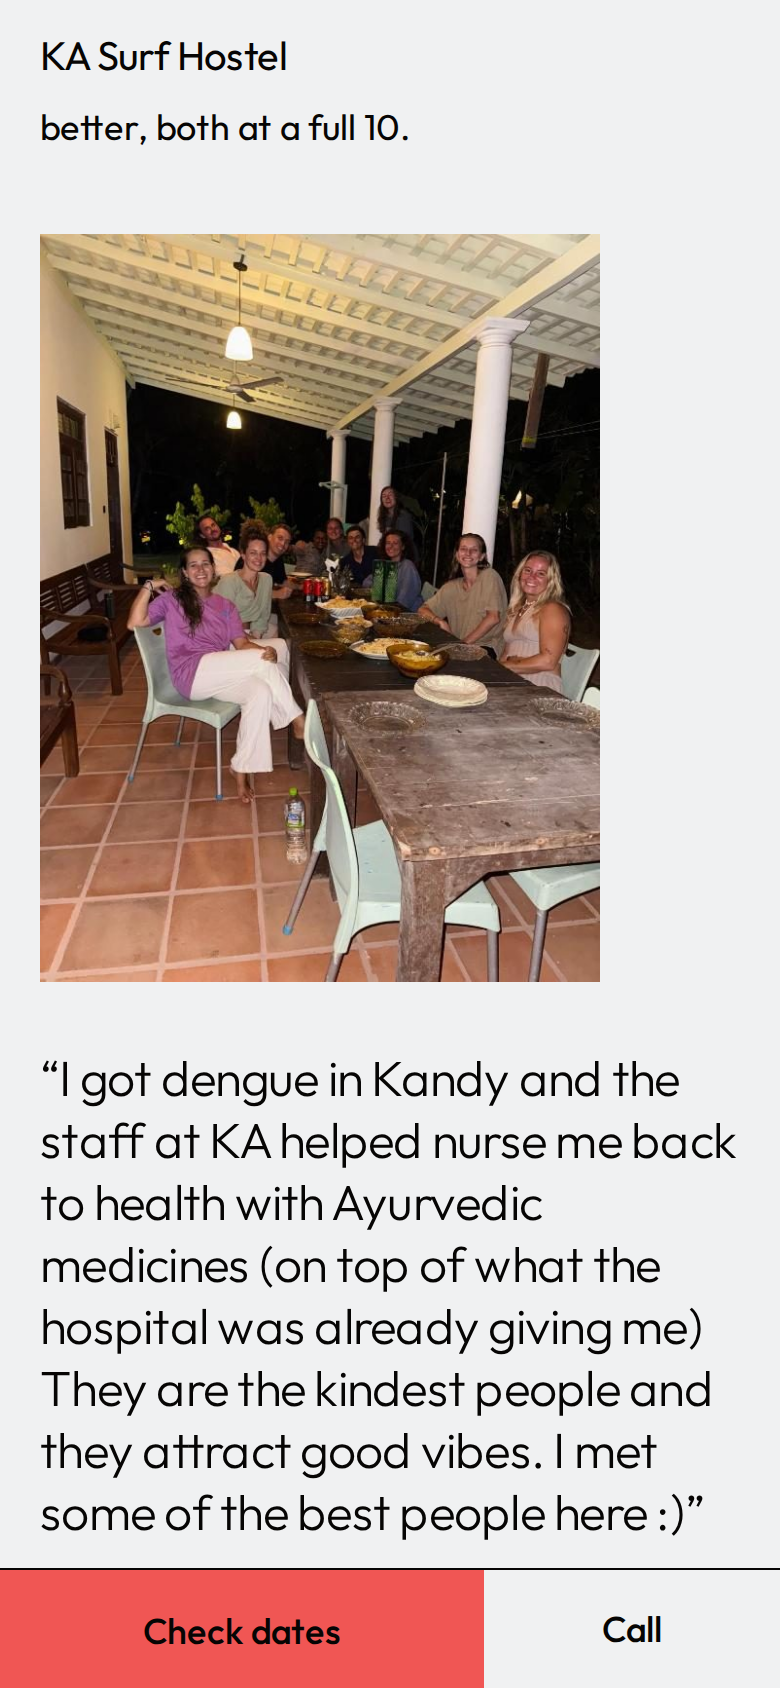 KA Surf Hostel
better, both at a full 10.
“I got dengue in Kandy and the
staff at KA helped nurse me back
to health with Ayurvedic
medicines (on top of what the
hospital was already giving me)
They are the kindest people and
they attract good vibes. I met
some of the best people here :)”
Check dates
Call